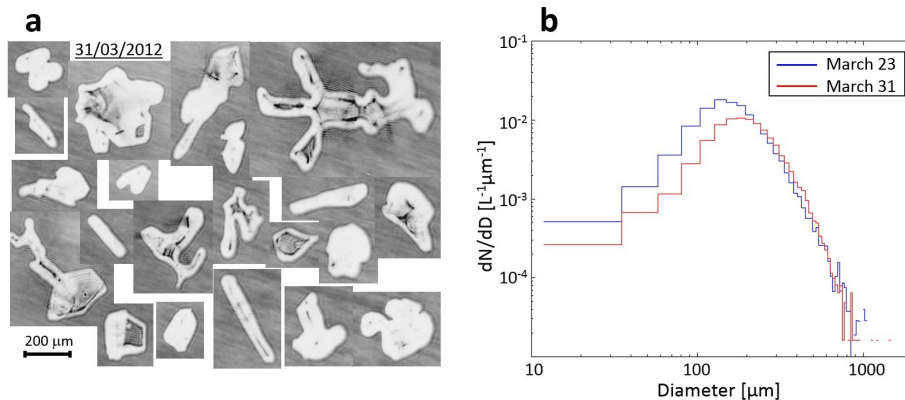 a
31/03/2012
200 μm
b
dN/dD [L⁻¹μm⁻¹]
10⁻¹
10⁻²
10⁻³
10⁻⁴
March 23
March 31
10
100
1000
Diameter [μm]